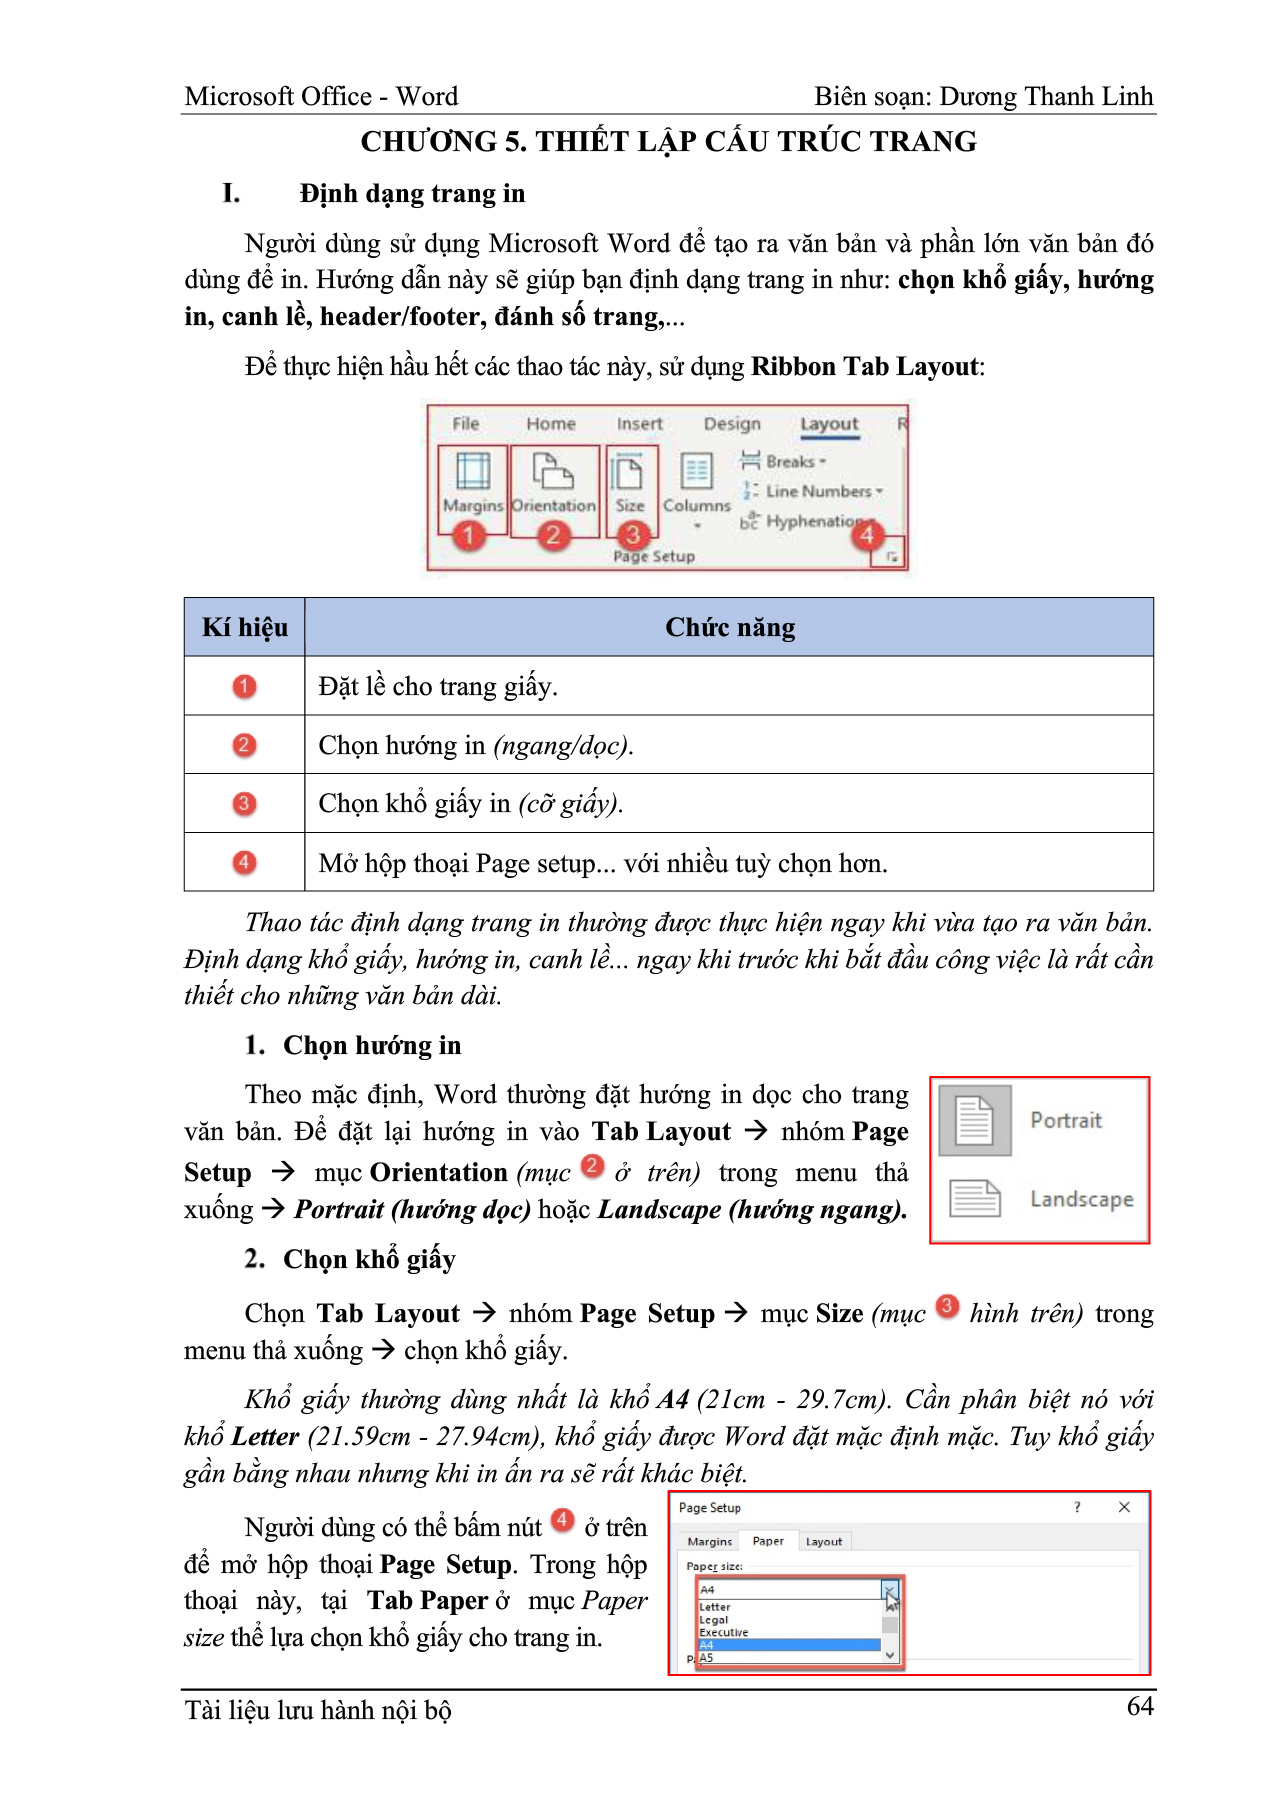 Microsoft Office - Word Biên soạn: Dương Thanh Linh
CHƯƠNG 5. THIẾT LẬP CẤU TRÚC TRANG
I. Định dạng trang in
Người dùng sử dụng Microsoft Word để tạo ra văn bản và phần lớn văn bản đó
dùng để in. Hướng dẫn này sẽ giúp bạn định dạng trang in như: chọn khổ giấy, hướng
in, canh lề, header/footer, đánh số trang,...
Để thực hiện hầu hết các thao tác này, sử dụng Ribbon Tab Layout:
File Home Insert Design Layout R
Breaks
Line Numbers
Margins Orientation Size Columns
Hyphenation
1 2 3 4
Page Setup
Kí hiệu Chức năng
1 Đặt lề cho trang giấy.
2 Chọn hướng in (ngang/dọc).
3 Chọn khổ giấy in (cỡ giấy).
4 Mở hộp thoại Page setup... với nhiều tuỳ chọn hơn.
Thao tác định dạng trang in thường được thực hiện ngay khi vừa tạo ra văn bản.
Định dạng khổ giấy, hướng in, canh lề... ngay khi trước khi bắt đầu công việc là rất cần
thiết cho những văn bản dài.
1. Chọn hướng in
Theo mặc định, Word thường đặt hướng in dọc cho trang
văn bản. Để đặt lại hướng in vào Tab Layout → nhóm Page
Setup → mục Orientation (mục 2 ở trên) trong menu thả
xuống → Portrait (hướng dọc) hoặc Landscape (hướng ngang).
Portrait
Landscape
2. Chọn khổ giấy
Chọn Tab Layout → nhóm Page Setup → mục Size (mục 3 hình trên) trong
menu thả xuống → chọn khổ giấy.
Khổ giấy thường dùng nhất là khổ A4 (21cm - 29.7cm). Cần phân biệt nó với
khổ Letter (21.59cm - 27.94cm), khổ giấy được Word đặt mặc định mặc. Tuy khổ giấy
gần bằng nhau nhưng khi in ấn ra sẽ rất khác biệt.
Người dùng có thể bấm nút 4 ở trên
để mở hộp thoại Page Setup. Trong hộp
thoại này, tại Tab Paper ở mục Paper
size thể lựa chọn khổ giấy cho trang in.
Page Setup ? ×
Margins Paper Layout
Paper size:
A4
Letter
Legal
Executive
A4
A5
Tài liệu lưu hành nội bộ 64